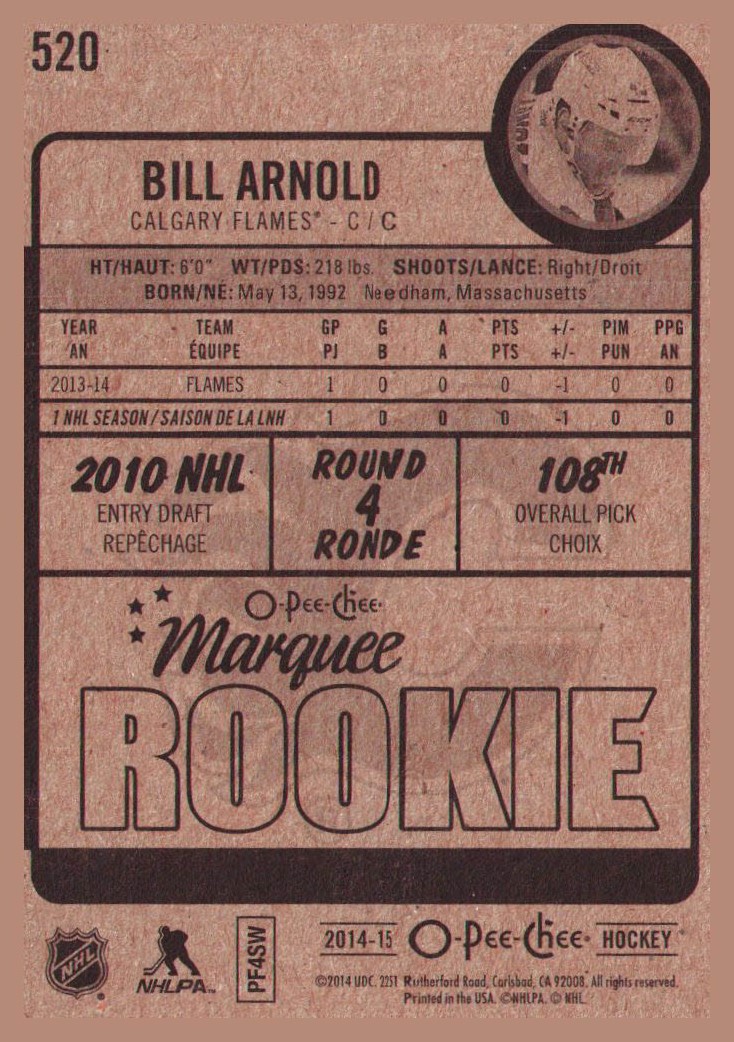 520
BILL ARNOLD
CALGARY FLAMES® - C / C
HT/HAUT: 6'0" WT/PDS: 218 lbs. SHOOTS/LANCE: Right/Droit
BORN/NE: May 13, 1992 Needham, Massachusetts
YEAR TEAM GP G A PTS +/- PIM PPG
AN ÉQUIPE PJ B A PTS +/- PUN AN
2013-14 FLAMES 1 0 0 0 -1 0 0
1 NHL SEASON/SAISON DE LA LNH 1 0 0 0 -1 0 0
2010 NHL
ENTRY DRAFT
REPÊCHAGE
ROUND
4
RONDE
108TH
OVERALL PICK
CHOIX
O-Pee-Chee
Marquee
ROOKIE
NHL
NHLPA
PF4SW
2014-15 O-Pee-Chee HOCKEY
©2014 UDC. 2251 Rutherford Road, Carlsbad, CA 92008. All rights reserved.
Printed in the USA. ©NHLPA. © NHL.